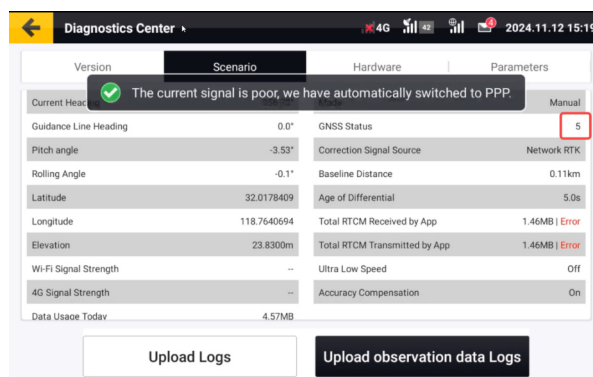 Diagnostics Center
4G 42 4 2024.11.12 15:19
Version Scenario Hardware Parameters
The current signal is poor, we have automatically switched to PPP.
Current Heading Mode Manual
Guidance Line Heading 0.0° GNSS Status 5
Pitch angle -3.53° Correction Signal Source Network RTK
Rolling Angle -0.1° Baseline Distance 0.11km
Latitude 32.0178409 Age of Differential 5.0s
Longitude 118.7640694 Total RTCM Received by App 1.46MB | Error
Elevation 23.8300m Total RTCM Transmitted by App 1.46MB | Error
Wi-Fi Signal Strength -- Ultra Low Speed Off
4G Signal Strength -- Accuracy Compensation On
Data Usage Today 4.57MB
Upload Logs Upload observation data Logs